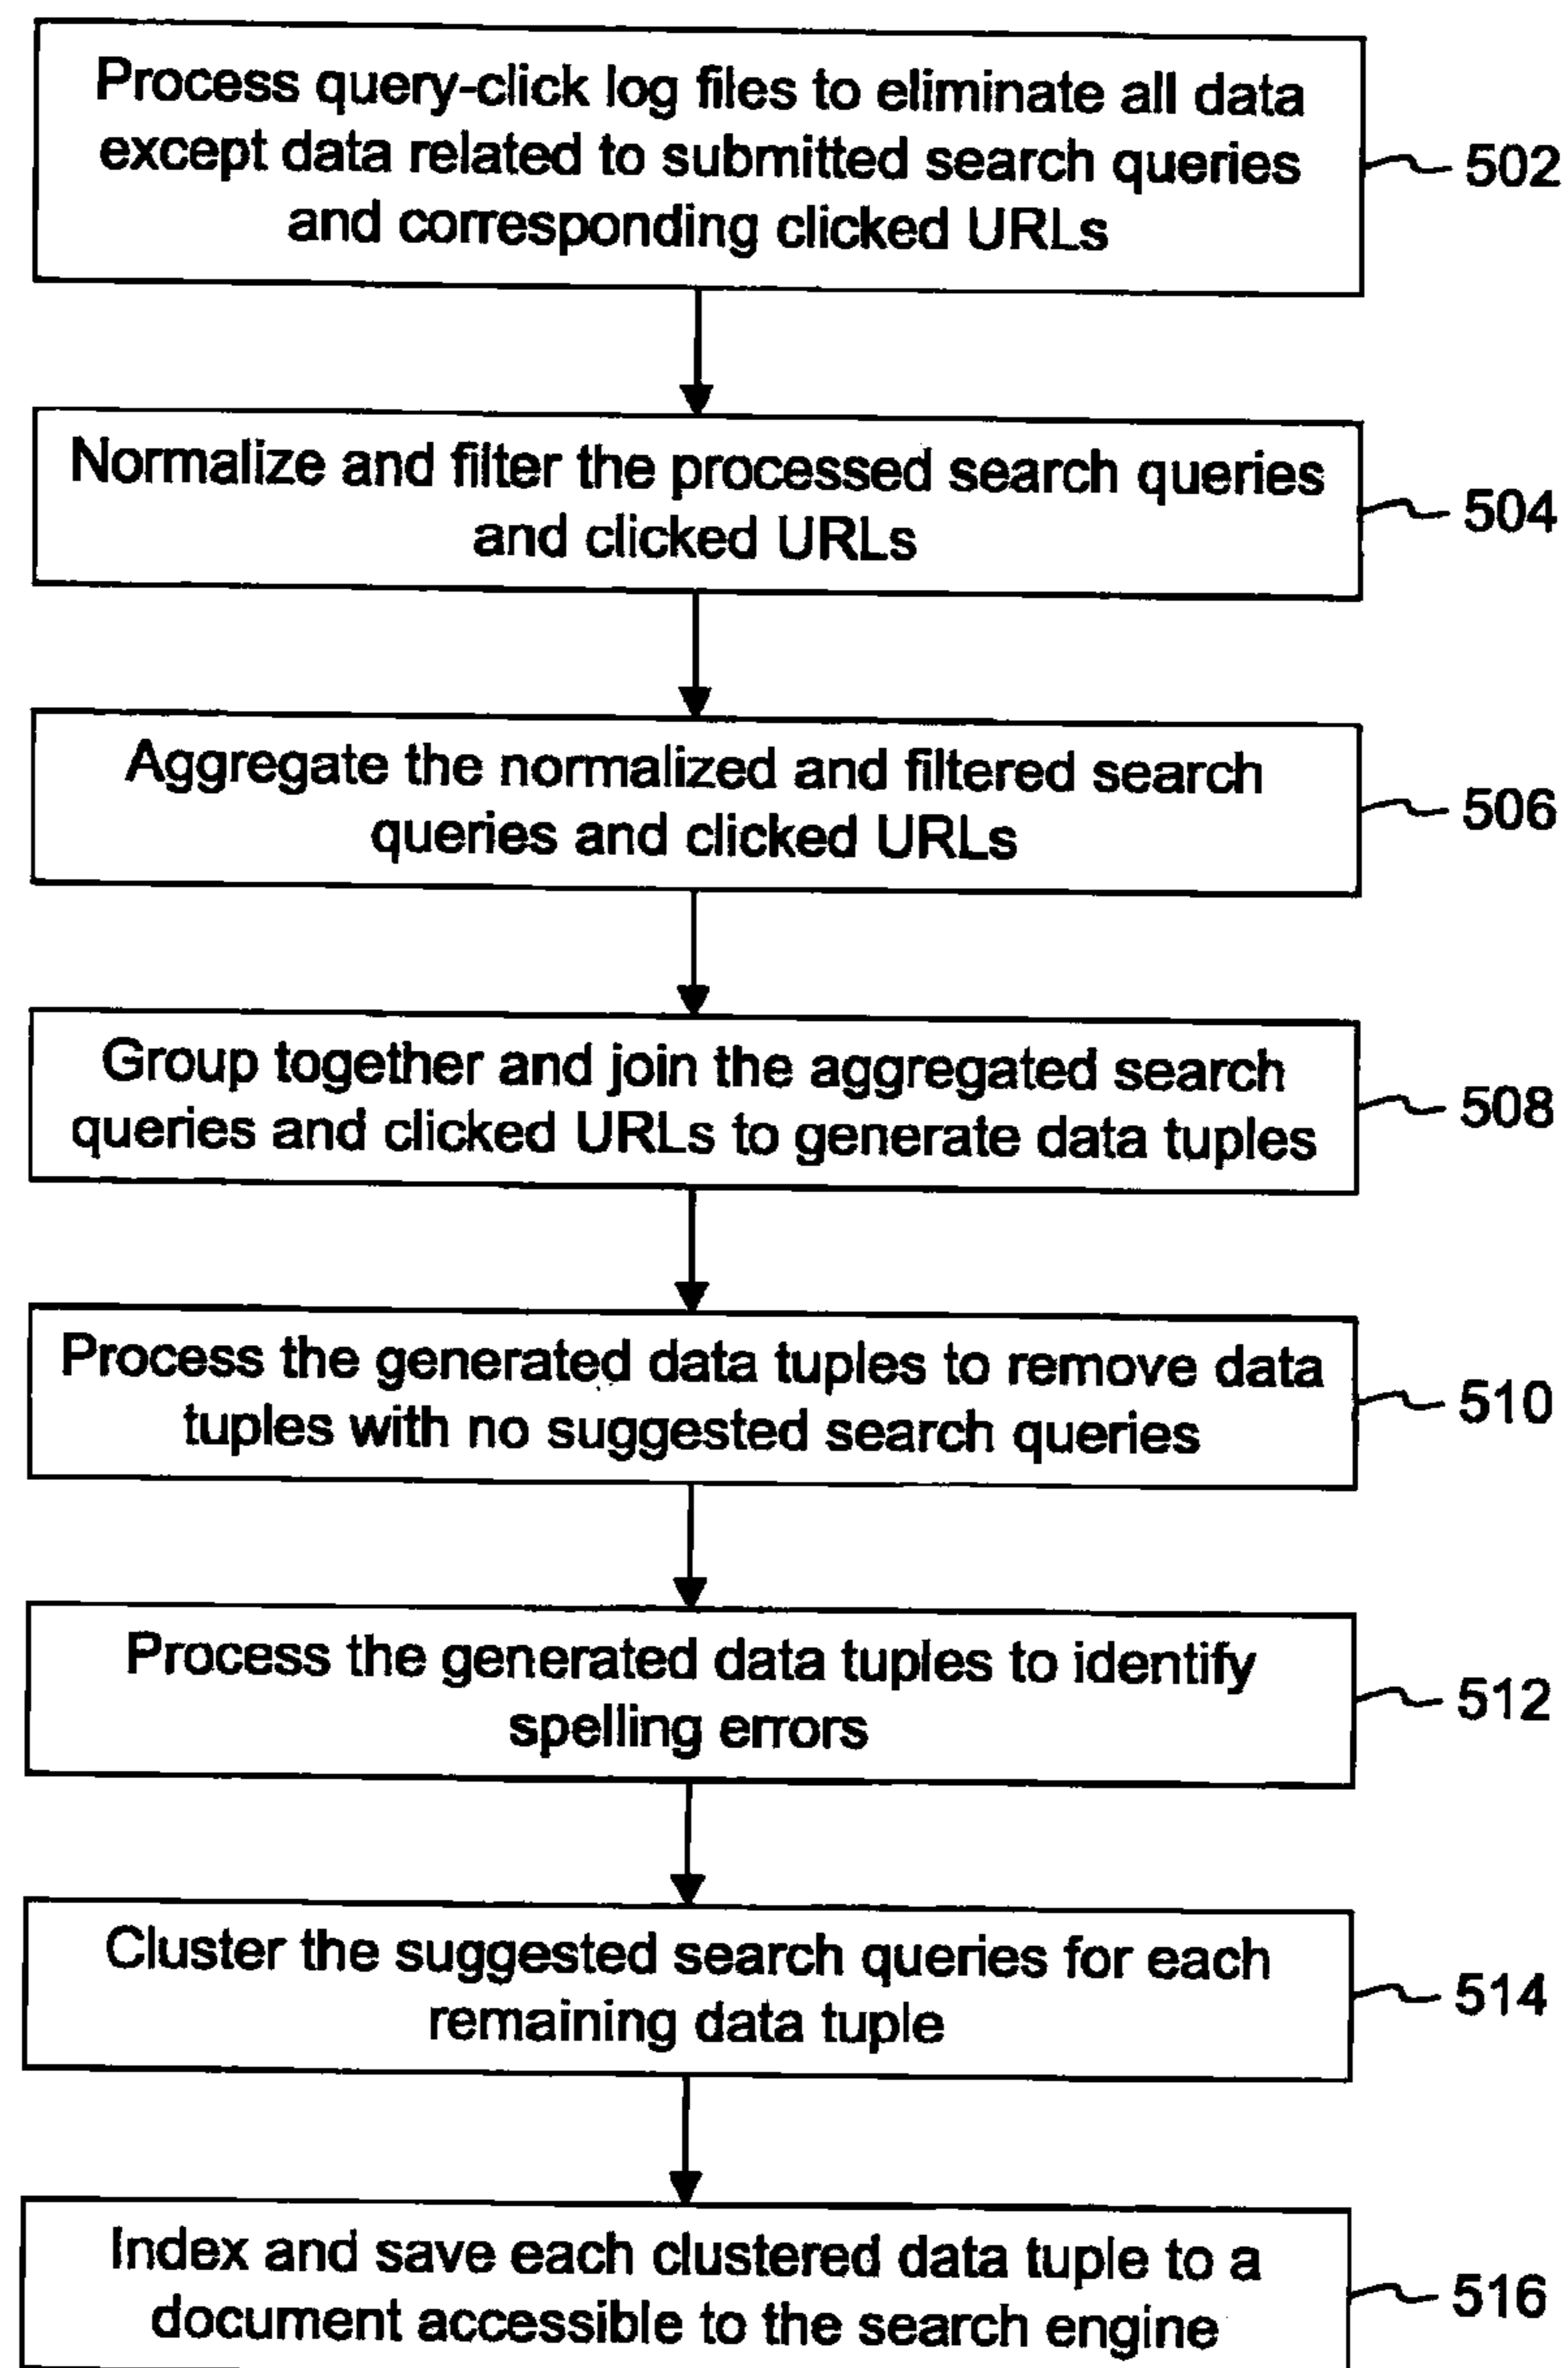 Process query-click log files to eliminate all data
except data related to submitted search queries
and corresponding clicked URLs
502
Normalize and filter the processed search queries
and clicked URLs
504
Aggregate the normalized and filtered search
queries and clicked URLs
506
Group together and join the aggregated search
queries and clicked URLs to generate data tuples
508
Process the generated data tuples to remove data
tuples with no suggested search queries
510
Process the generated data tuples to identify
spelling errors
512
Cluster the suggested search queries for each
remaining data tuple
514
Index and save each clustered data tuple to a
document accessible to the search engine
516